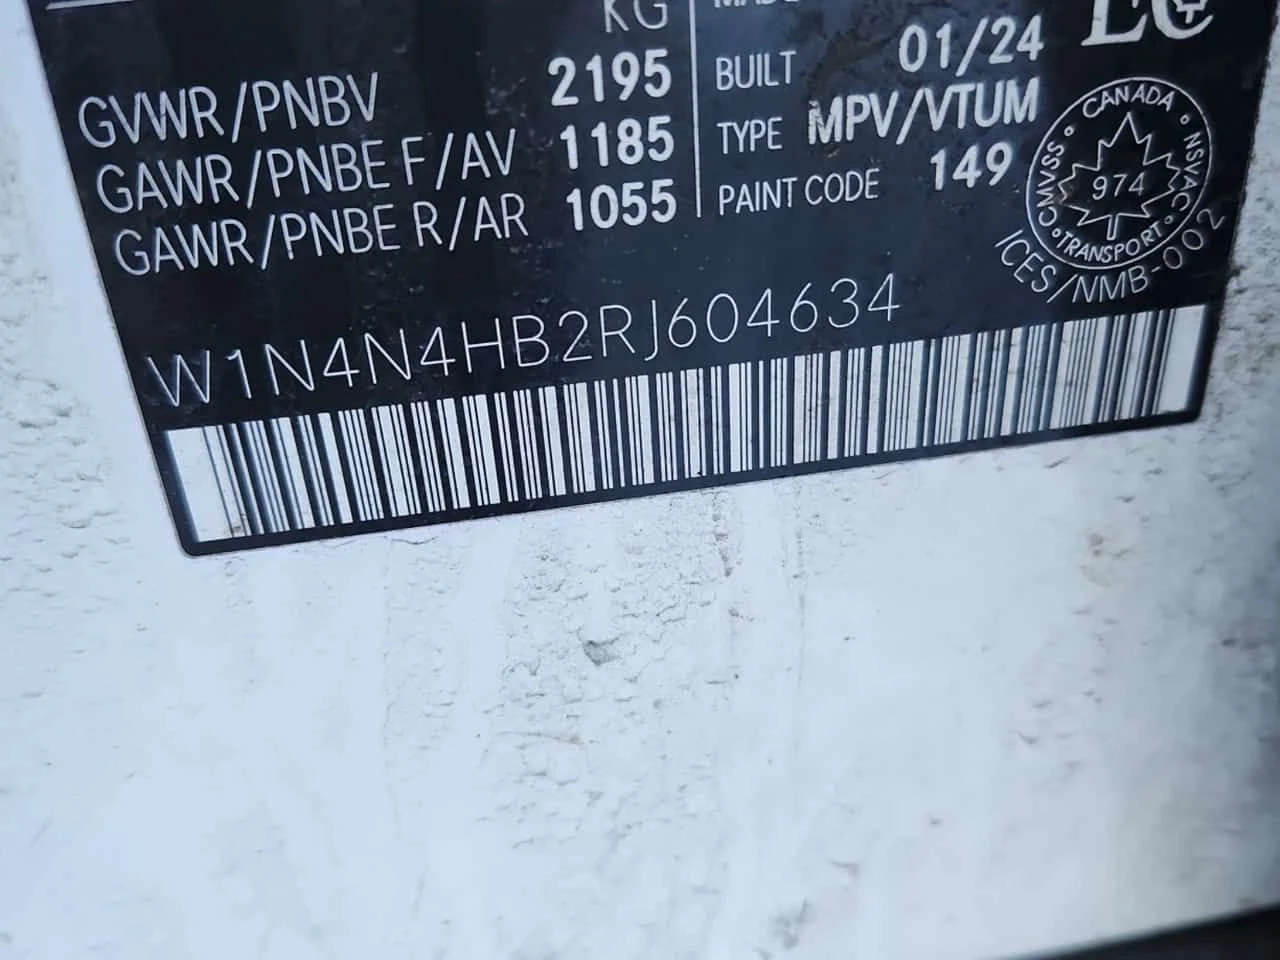 KG
GVWR/PNBV 2195
GAWR/PNBE F/AV 1185
GAWR/PNBE R/AR 1055
BUILT 01/24
TYPE MPV/VTUM
PAINT CODE 149
EC
CANADA
CMVSS • NSVAC
974
TRANSPORT
ICES/NMB-002
W1N4N4HB2RJ604634